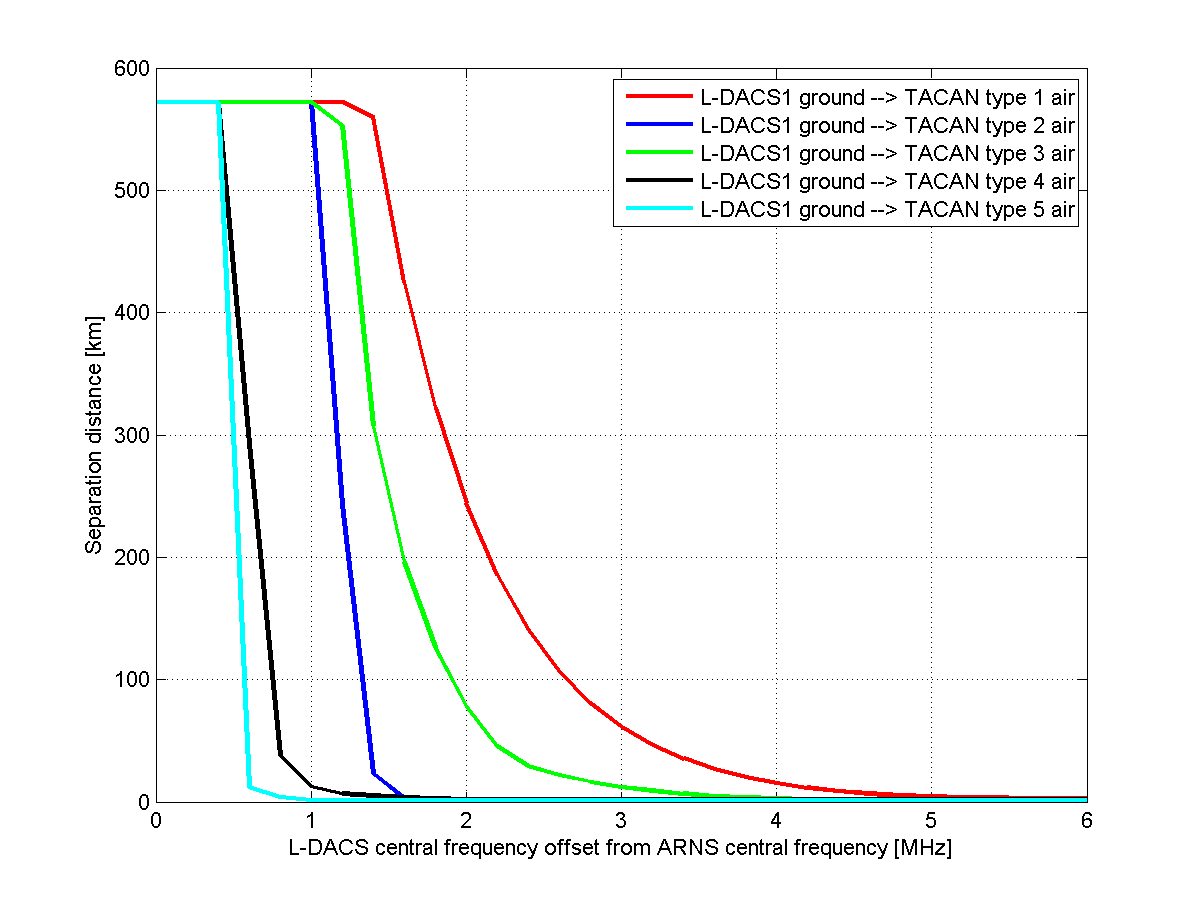 600
500
400
300
200
100
0
Separation distance [km]
L-DACS1 ground --> TACAN type 1 air
L-DACS1 ground --> TACAN type 2 air
L-DACS1 ground --> TACAN type 3 air
L-DACS1 ground --> TACAN type 4 air
L-DACS1 ground --> TACAN type 5 air
0 1 2 3 4 5 6
L-DACS central frequency offset from ARNS central frequency [MHz]